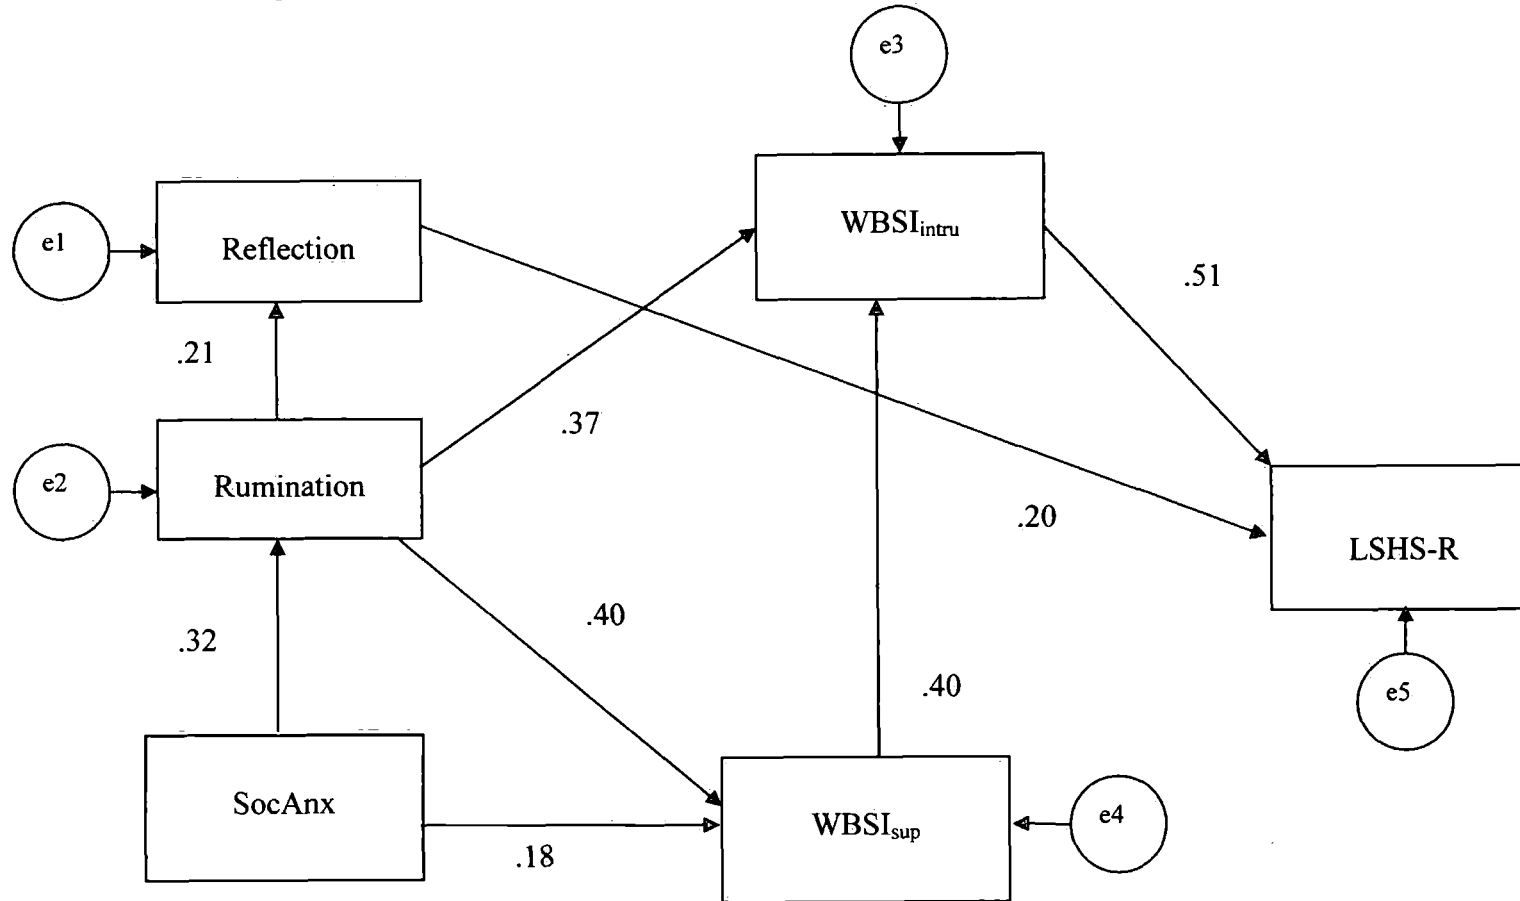 e3
WBSIintru
e1
Reflection
.51
.21
.37
e2
Rumination
.20
LSHS-R
.40
.32
.40
e5
SocAnx
WBSIsup
e4
.18